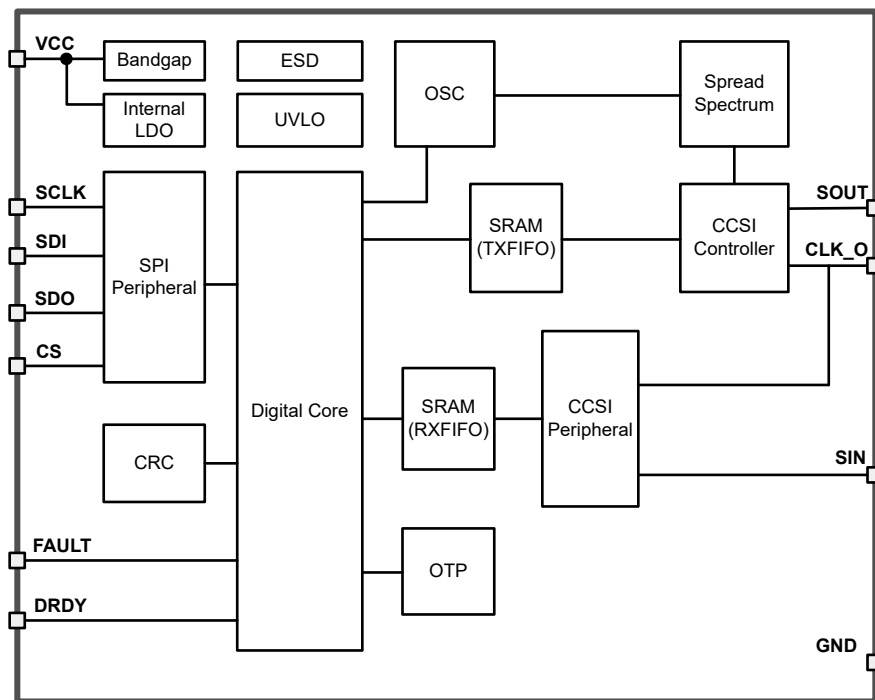 VCC
Bandgap
ESD
OSC
Spread
Spectrum
Internal
LDO
UVLO
SCLK
SDI
SDO
CS
SPI
Peripheral
SRAM
(TXFIFO)
CCSI
Controller
SOUT
CLK_O
Digital Core
SRAM
(RXFIFO)
CCSI
Peripheral
SIN
CRC
FAULT
DRDY
OTP
GND